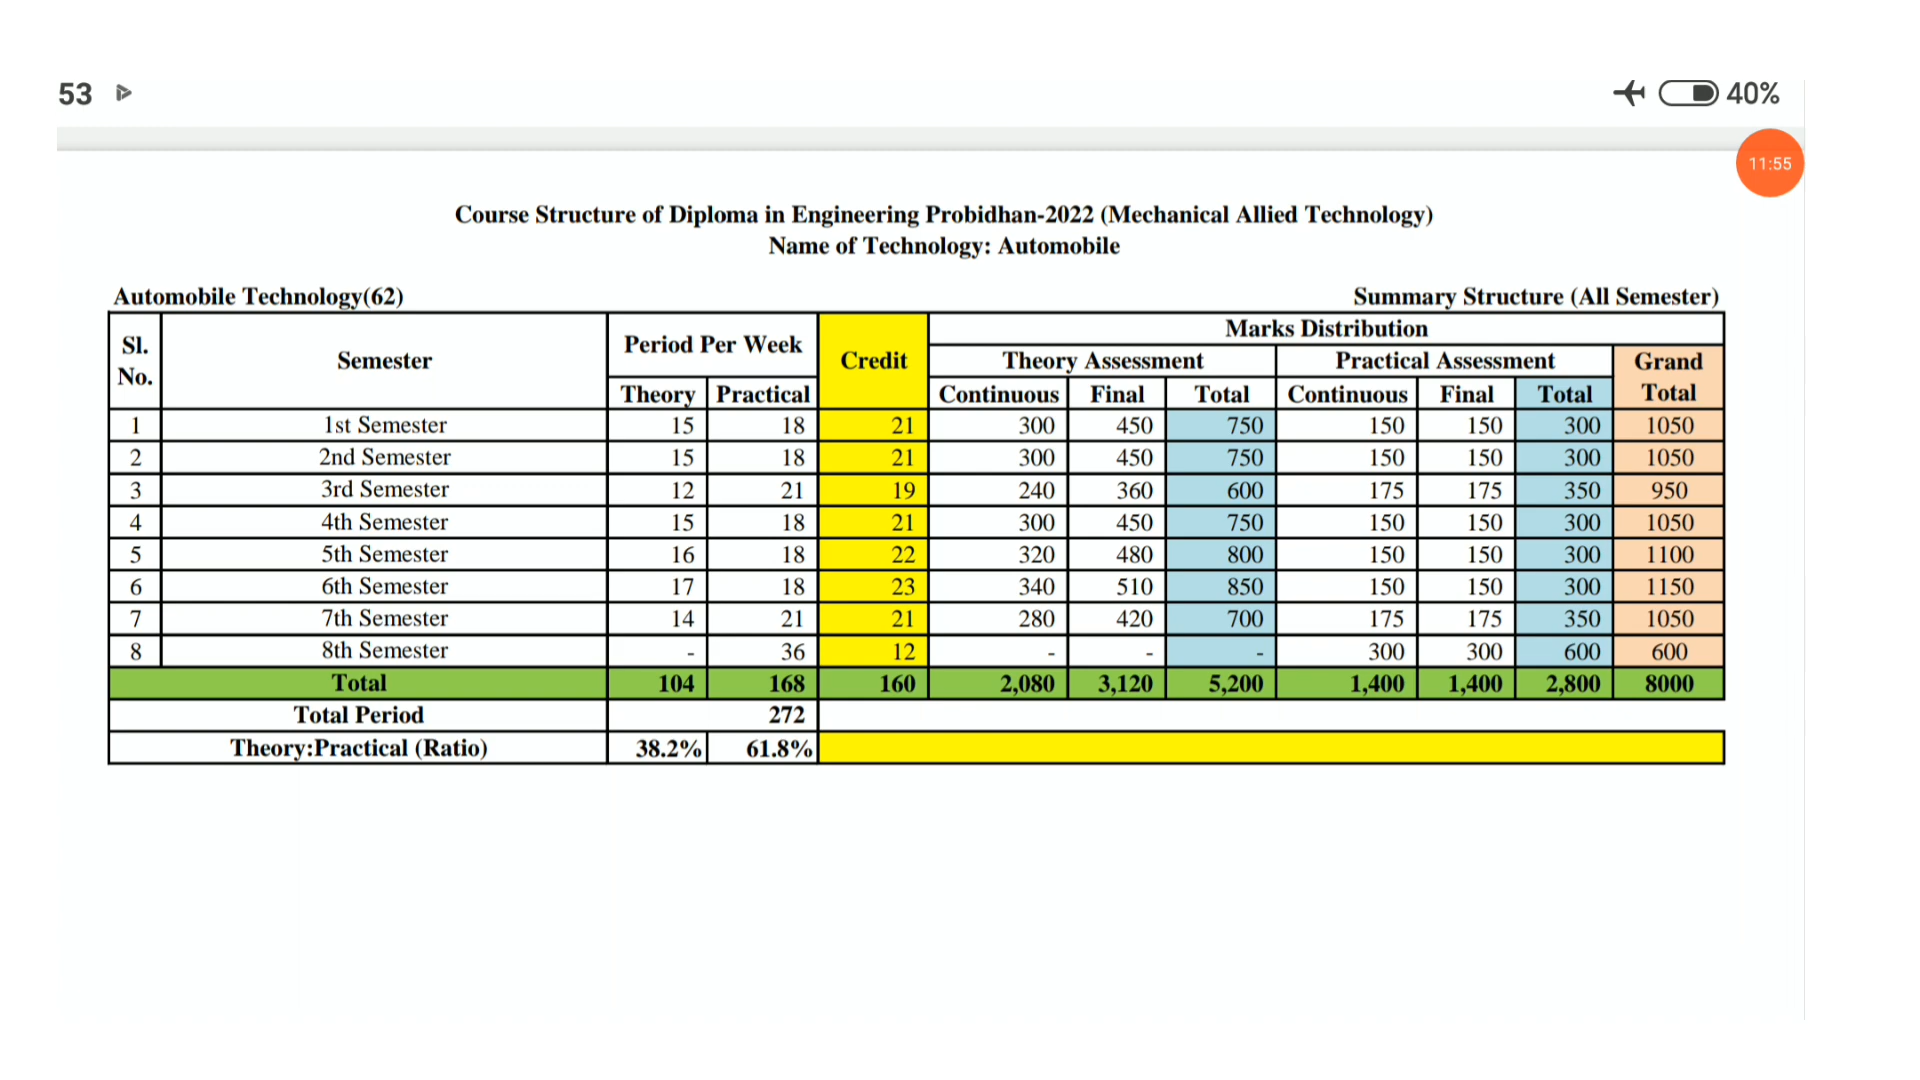 53 40%
11:55
Course Structure of Diploma in Engineering Probidhan-2022 (Mechanical Allied Technology)
Name of Technology: Automobile
Automobile Technology(62) Summary Structure (All Semester)
Sl. No. Semester Period Per Week Credit Marks Distribution
Theory Assessment Practical Assessment Grand Total
Theory Practical Continuous Final Total Continuous Final Total
1 1st Semester 15 18 21 300 450 750 150 150 300 1050
2 2nd Semester 15 18 21 300 450 750 150 150 300 1050
3 3rd Semester 12 21 19 240 360 600 175 175 350 950
4 4th Semester 15 18 21 300 450 750 150 150 300 1050
5 5th Semester 16 18 22 320 480 800 150 150 300 1100
6 6th Semester 17 18 23 340 510 850 150 150 300 1150
7 7th Semester 14 21 21 280 420 700 175 175 350 1050
8 8th Semester - 36 12 - - - 300 300 600 600
Total 104 168 160 2,080 3,120 5,200 1,400 1,400 2,800 8000
Total Period 272
Theory:Practical (Ratio) 38.2% 61.8%